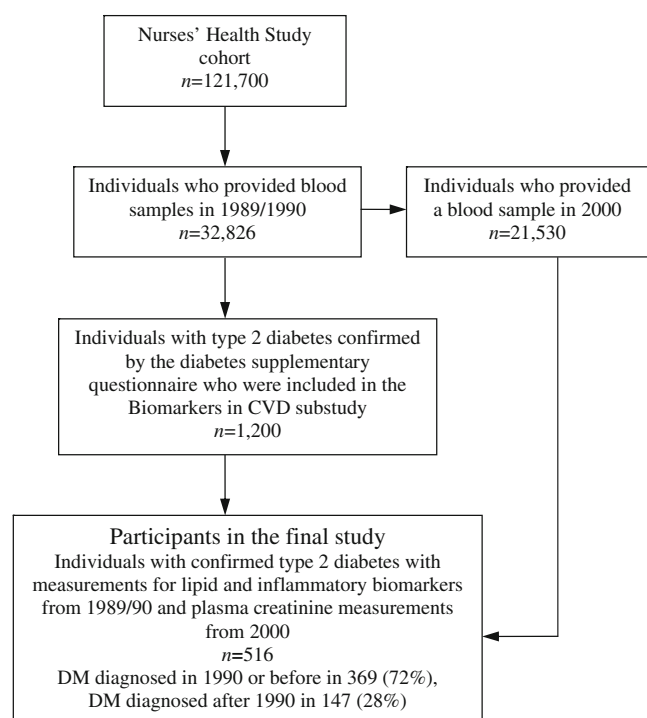 Nurses’ Health Study
cohort
n=121,700
Individuals who provided blood
samples in 1989/1990
n=32,826
Individuals who provided
a blood sample in 2000
n=21,530
Individuals with type 2 diabetes confirmed
by the diabetes supplementary
questionnaire who were included in the
Biomarkers in CVD substudy
n=1,200
Participants in the final study
Individuals with confirmed type 2 diabetes with
measurements for lipid and inflammatory biomarkers
from 1989/90 and plasma creatinine measurements
from 2000
n=516
DM diagnosed in 1990 or before in 369 (72%),
DM diagnosed after 1990 in 147 (28%)